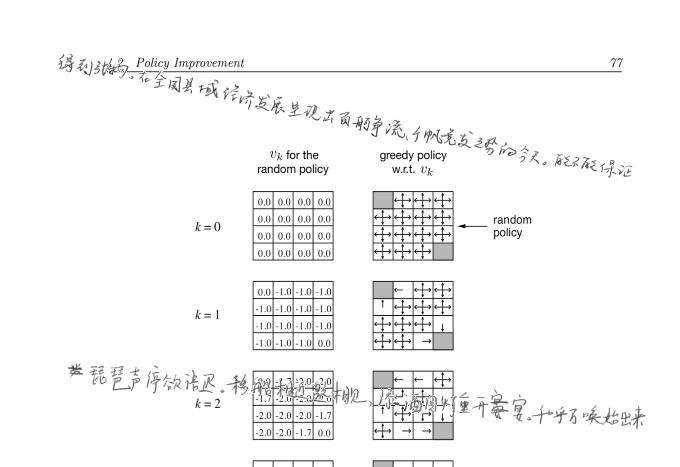 Policy Improvement 77
得到引领。在全国县域经济发展呈现出百舸争流、千帆竞发之势的今天。能不能保证
v_k for the random policy
greedy policy w.r.t. v_k
k = 0
0.0 0.0 0.0 0.0
0.0 0.0 0.0 0.0
0.0 0.0 0.0 0.0
0.0 0.0 0.0 0.0
random policy
k = 1
0.0 -1.0 -1.0 -1.0
-1.0 -1.0 -1.0 -1.0
-1.0 -1.0 -1.0 -1.0
-1.0 -1.0 -1.0 0.0
琵琶声停欲语迟。移船相近邀相见，添酒回灯重开宴。千呼万唤始出来
k = 2
0.0 -1.7 -2.0 -2.0
-1.7 -2.0 -2.0 -2.0
-2.0 -2.0 -2.0 -1.7
-2.0 -2.0 -1.7 0.0